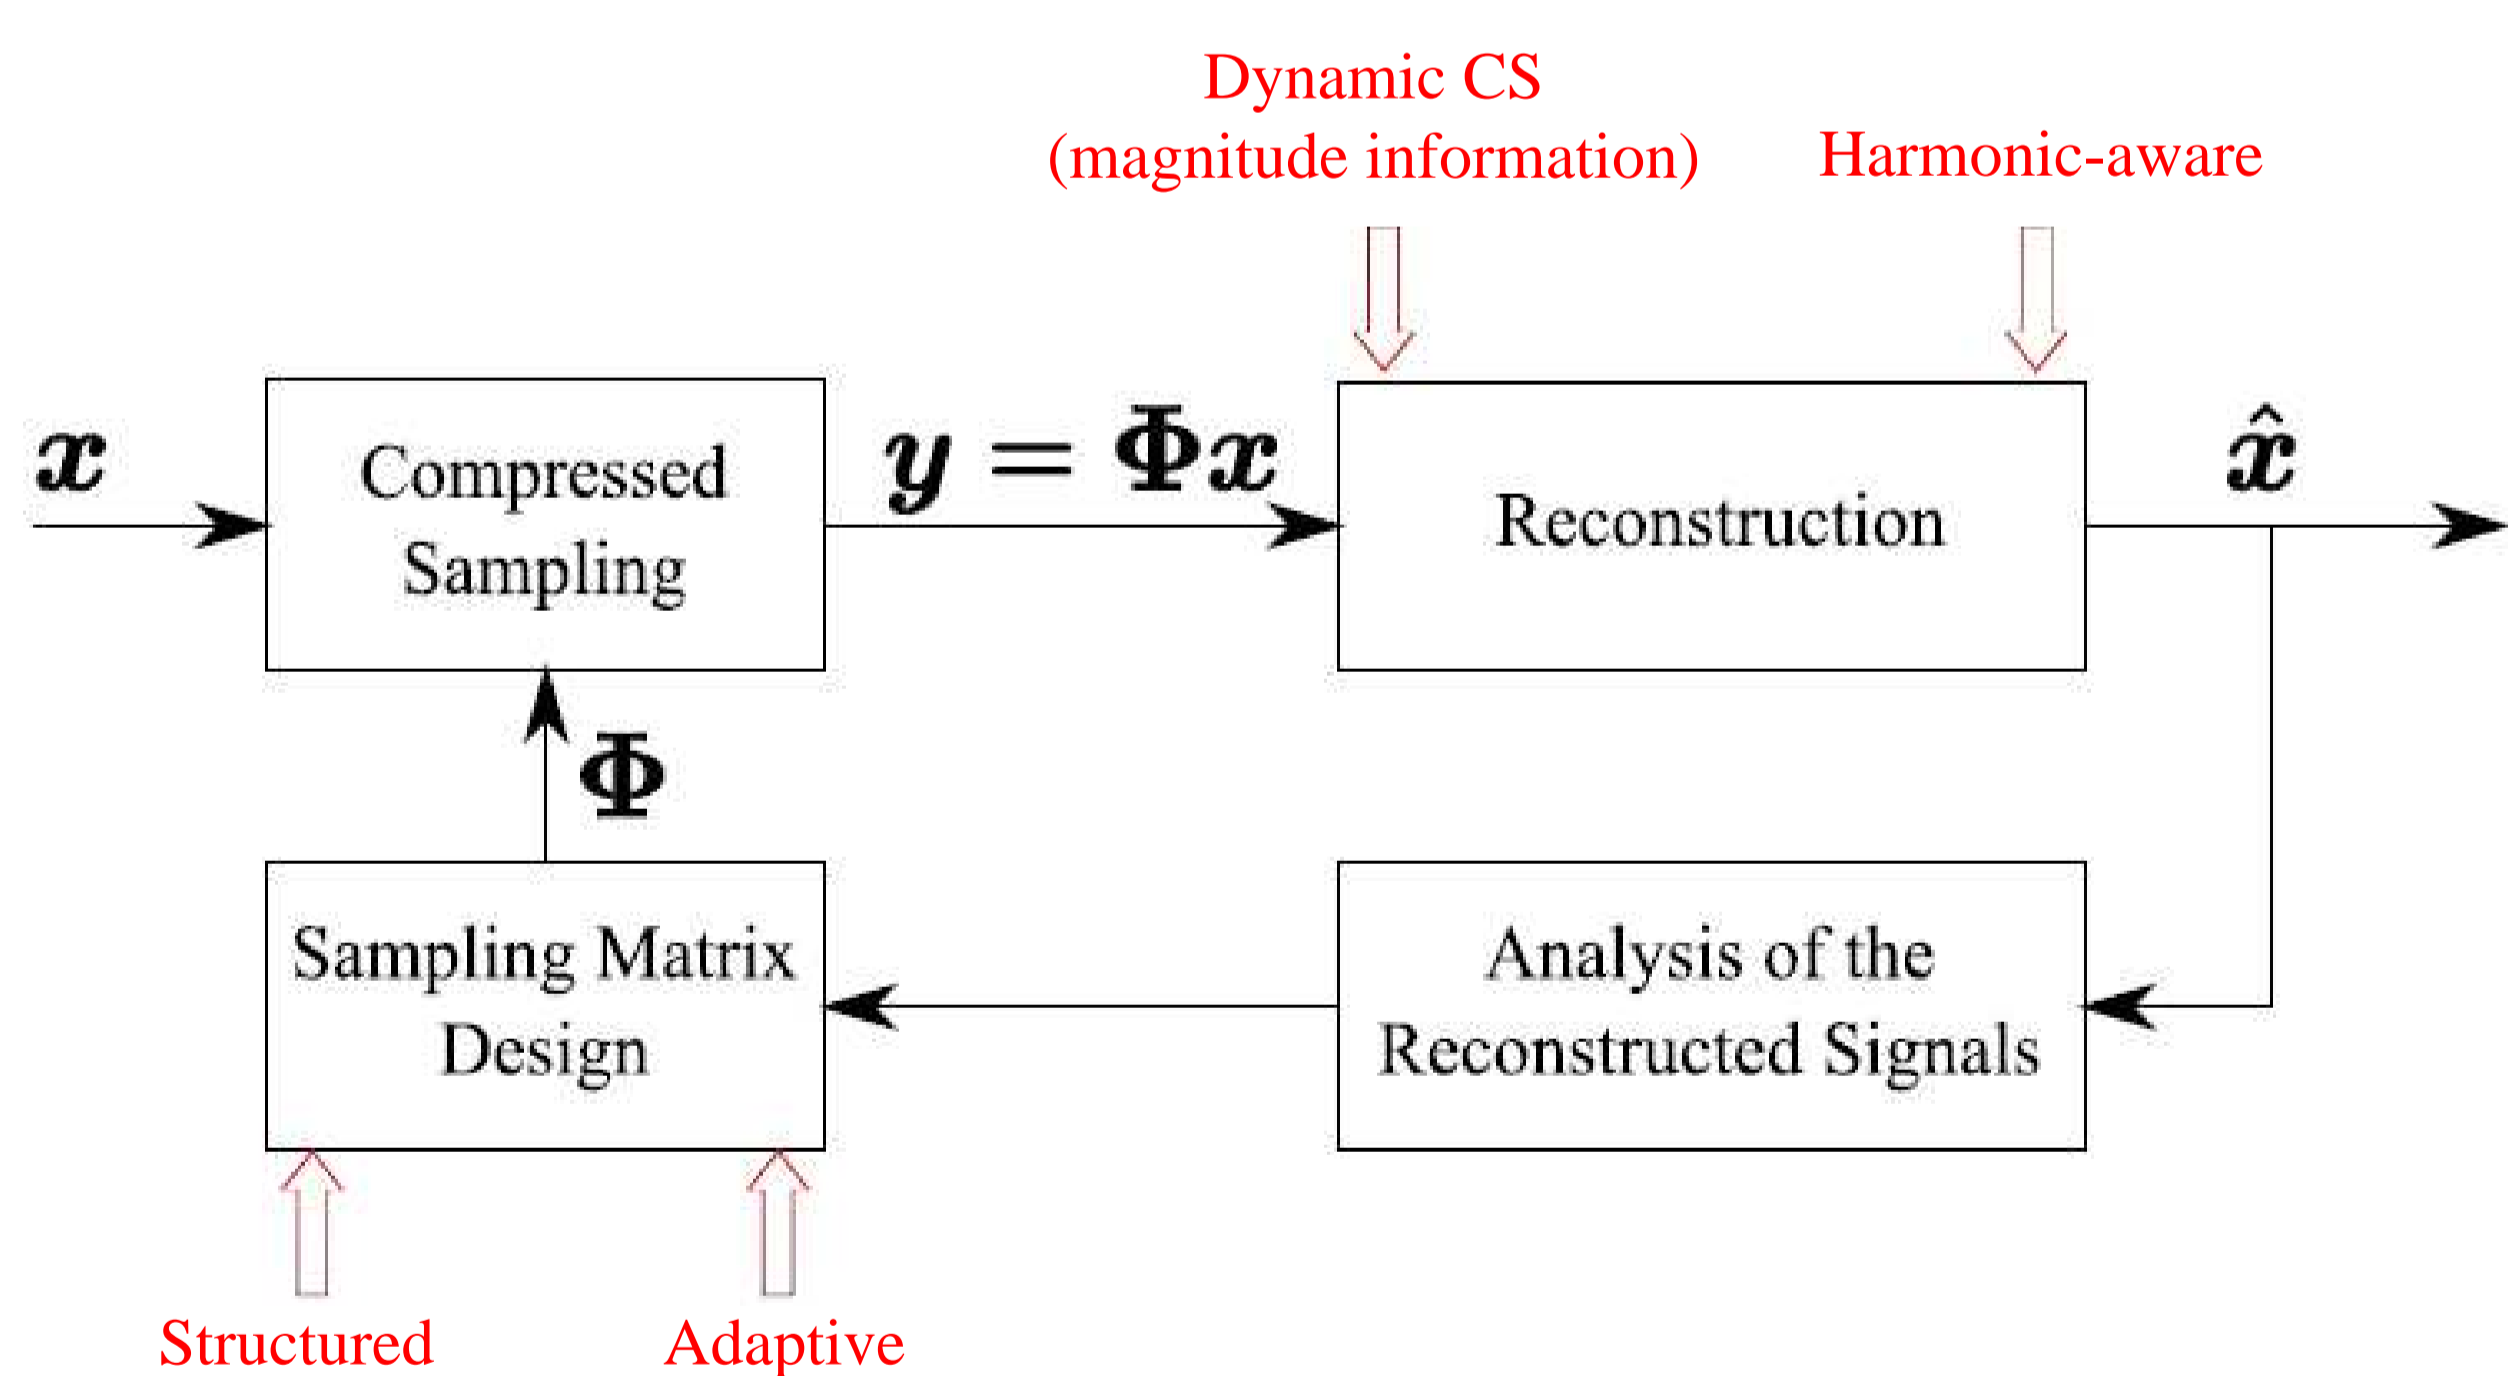 Dynamic CS
(magnitude information)
Harmonic-aware
x
Compressed
Sampling
y = Φx
Reconstruction
x̂
Φ
Sampling Matrix
Design
Analysis of the
Reconstructed Signals
Structured
Adaptive